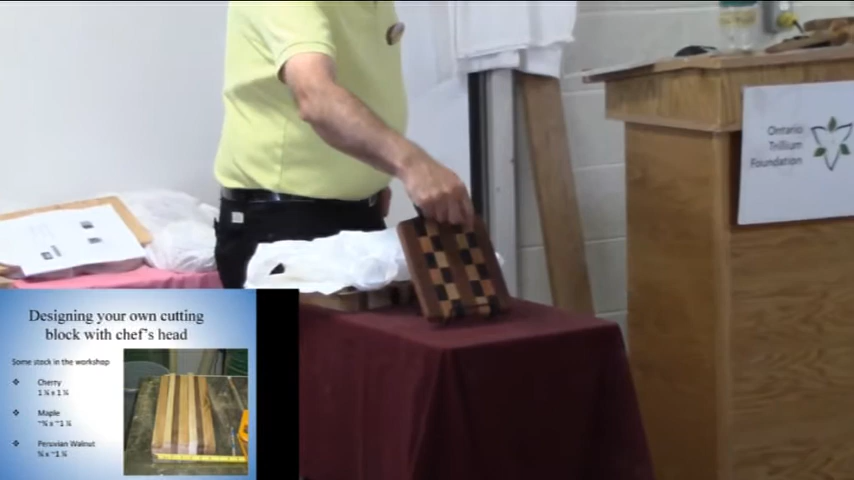 Ontario
Trillium
Foundation
Designing your own cutting
block with chef's head
Some stock in the workshop
❖ Cherry
❖ Maple
❖ Peruvian Walnut